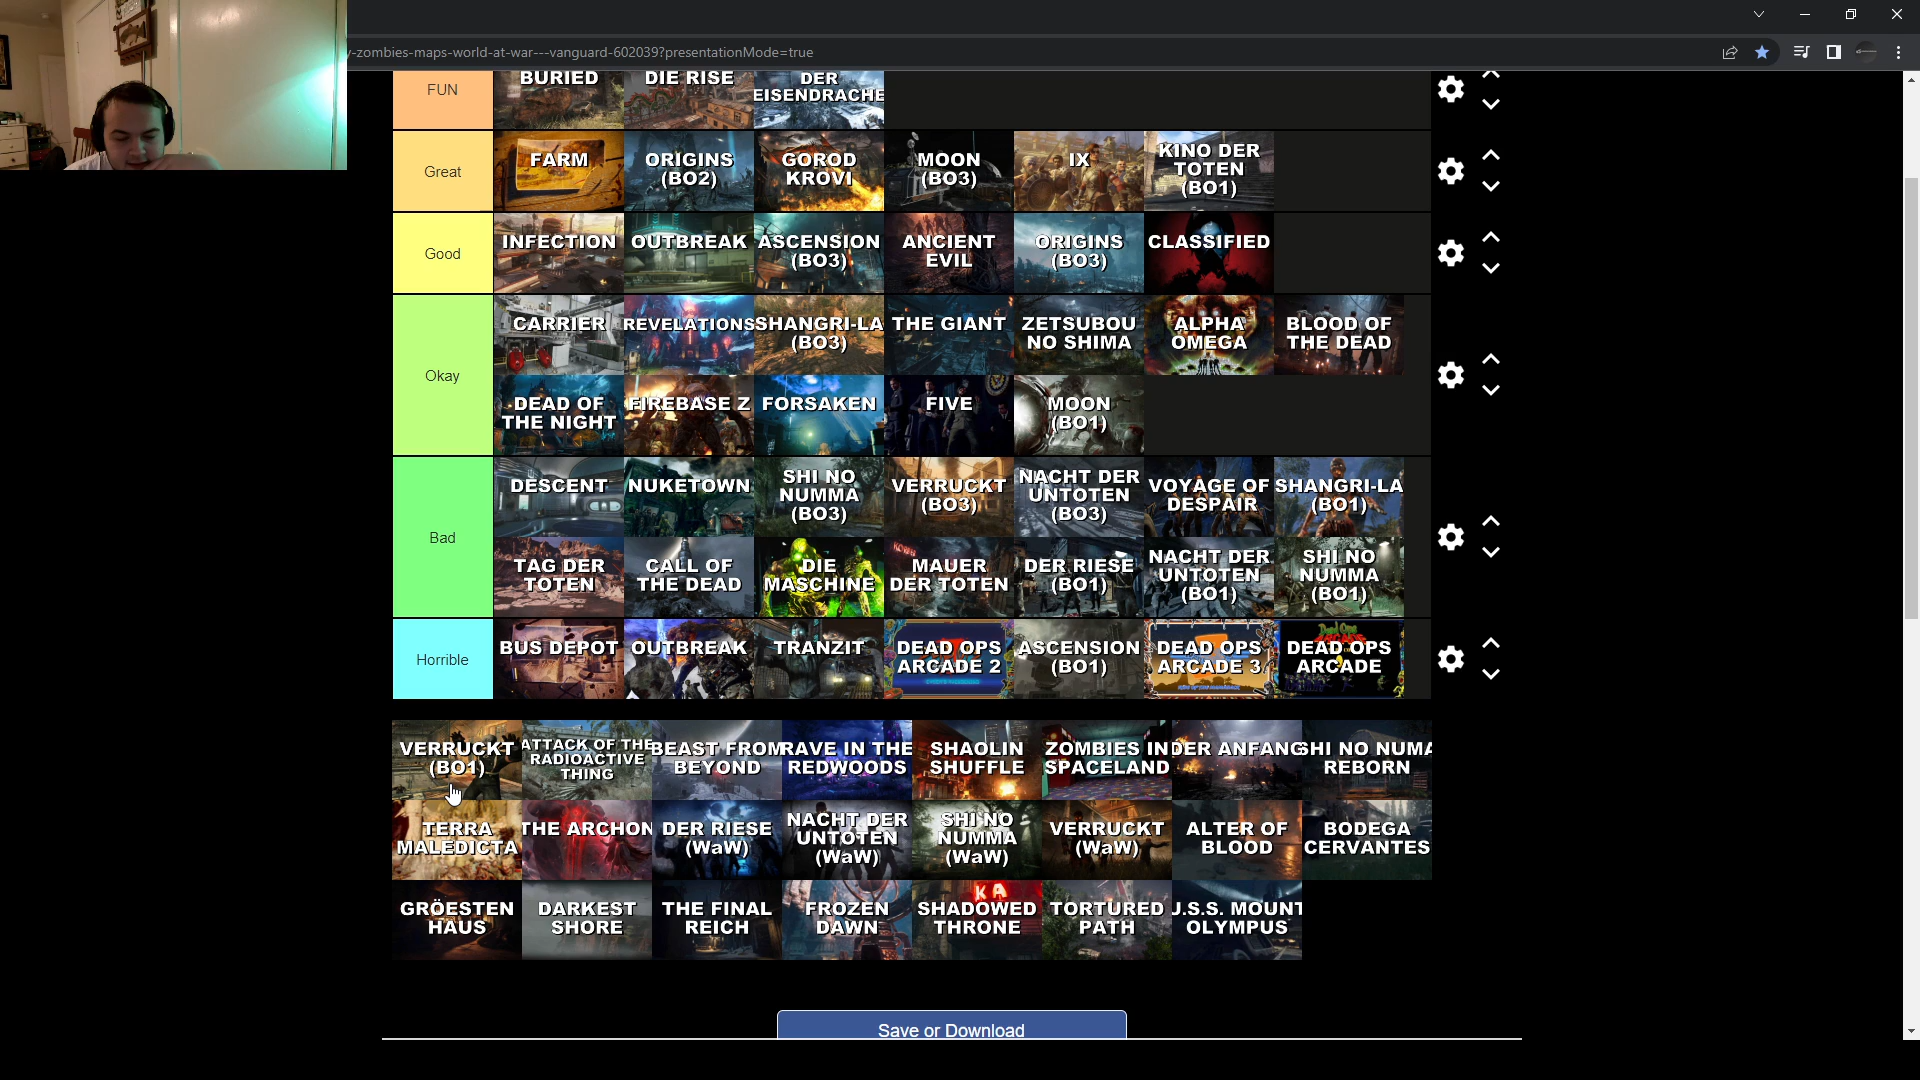 y-zombies-maps-world-at-war---vanguard-602039?presentationMode=true
FUN
BURIED
DIE RISE
DER
EISENDRACHE
Great
FARM
ORIGINS
(BO2)
GOROD
KROVI
MOON
(BO3)
IX
KINO DER
TOTEN
(BO1)
Good
INFECTION
OUTBREAK
ASCENSION
(BO3)
ANCIENT
EVIL
ORIGINS
(BO3)
CLASSIFIED
Okay
CARRIER
REVELATIONS
SHANGRI-LA
(BO3)
THE GIANT
ZETSUBOU
NO SHIMA
ALPHA
OMEGA
BLOOD OF
THE DEAD
DEAD OF
THE NIGHT
FIREBASE Z
FORSAKEN
FIVE
MOON
(BO1)
Bad
DESCENT
NUKETOWN
SHI NO
NUMMA
(BO3)
VERRUCKT
(BO3)
NACHT DER
UNTOTEN
(BO3)
VOYAGE OF
DESPAIR
SHANGRI-LA
(BO1)
TAG DER
TOTEN
CALL OF
THE DEAD
DIE
MASCHINE
MAUER
DER TOTEN
DER RIESE
(BO1)
NACHT DER
UNTOTEN
(BO1)
SHI NO
NUMMA
(BO1)
Horrible
BUS DEPOT
OUTBREAK
TRANZIT
DEAD OPS
ARCADE 2
ASCENSION
(BO1)
DEAD OPS
ARCADE 3
DEAD OPS
ARCADE
VERRUCKT
(BO1)
ATTACK OF THE
RADIOACTIVE
THING
BEAST FROM
BEYOND
RAVE IN THE
REDWOODS
SHAOLIN
SHUFFLE
ZOMBIES IN
SPACELAND
DER ANFANG
SHI NO NUMA
REBORN
TERRA
MALEDICTA
THE ARCHON
DER RIESE
(WaW)
NACHT DER
UNTOTEN
(WaW)
SHI NO
NUMMA
(WaW)
VERRUCKT
(WaW)
ALTER OF
BLOOD
BODEGA
CERVANTES
GRÖESTEN
HAUS
DARKEST
SHORE
THE FINAL
REICH
FROZEN
DAWN
SHADOWED
THRONE
TORTURED
PATH
U.S.S. MOUNT
OLYMPUS
Save or Download